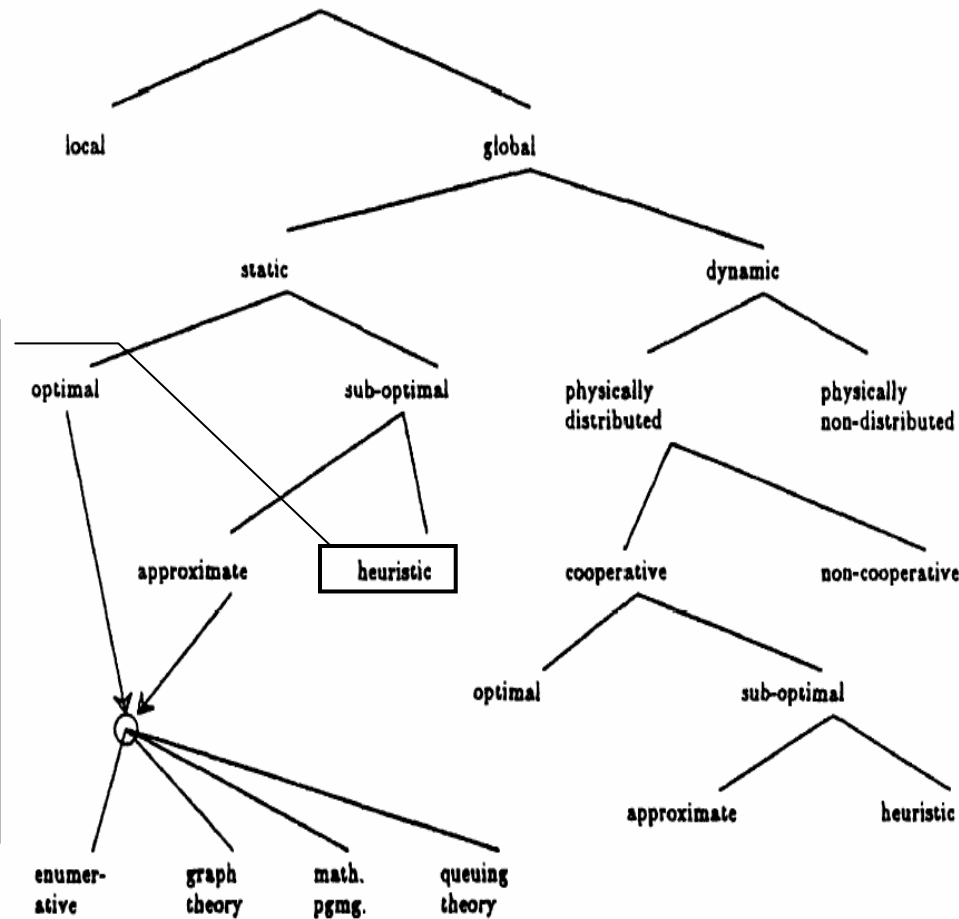 local
global
static
dynamic
optimal
sub-optimal
physically
distributed
physically
non-distributed
approximate
heuristic
cooperative
non-cooperative
optimal
sub-optimal
approximate
heuristic
enumer-
ative
graph
theory
math.
pgmg.
queuing
theory